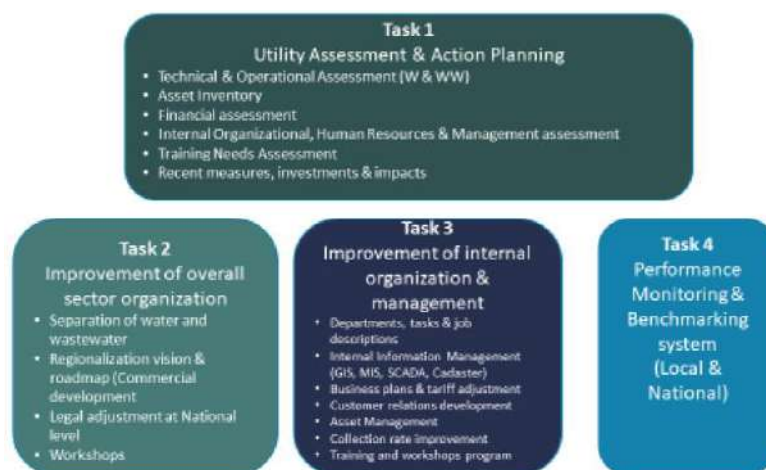 Task 1
Utility Assessment & Action Planning
• Technical & Operational Assessment (W & WW)
• Asset Inventory
• Financial assessment
• Internal Organizational, Human Resources & Management assessment
• Training Needs Assessment
• Recent measures, investments & impacts
Task 2
Improvement of overall
sector organization
• Separation of water and
wastewater
• Regionalization vision &
roadmap (Commercial
development
• Legal adjustment at National
level
• Workshops
Task 3
Improvement of internal
organization &
management
• Departments, tasks & job
descriptions
• Internal Information Management
(GIS, MIS, SCADA, Cadaster)
• Business plans & tariff adjustment
• Customer relations development
• Asset Management
• Collection rate improvement
• Training and workshops program
Task 4
Performance
Monitoring &
Benchmarking
system
(Local &
National)